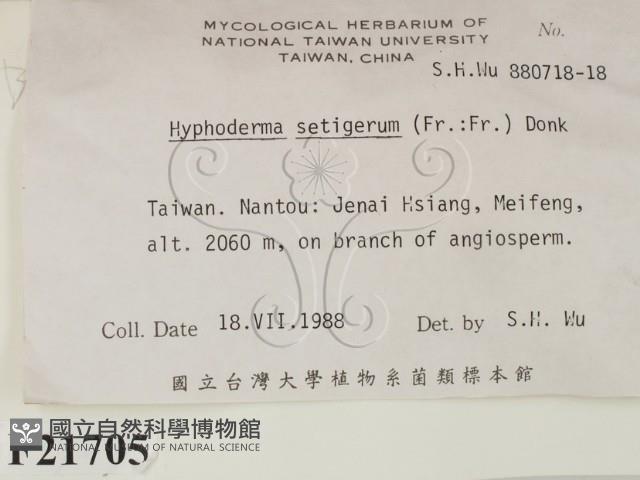 MYCOLOGICAL HERBARIUM OF
NATIONAL TAIWAN UNIVERSITY
TAIWAN, CHINA
No.
S.H.Wu 880718-18
Hyphoderma setigerum (Fr.:Fr.) Donk
Taiwan. Nantou: Jenai Hsiang, Meifeng,
alt. 2060 m, on branch of angiosperm.
Coll. Date 18.VII.1988 Det. by S.H. Wu
國立台灣大學植物系菌類標本館
國立自然科學博物館
NATIONAL MUSEUM OF NATURAL SCIENCE
F21705